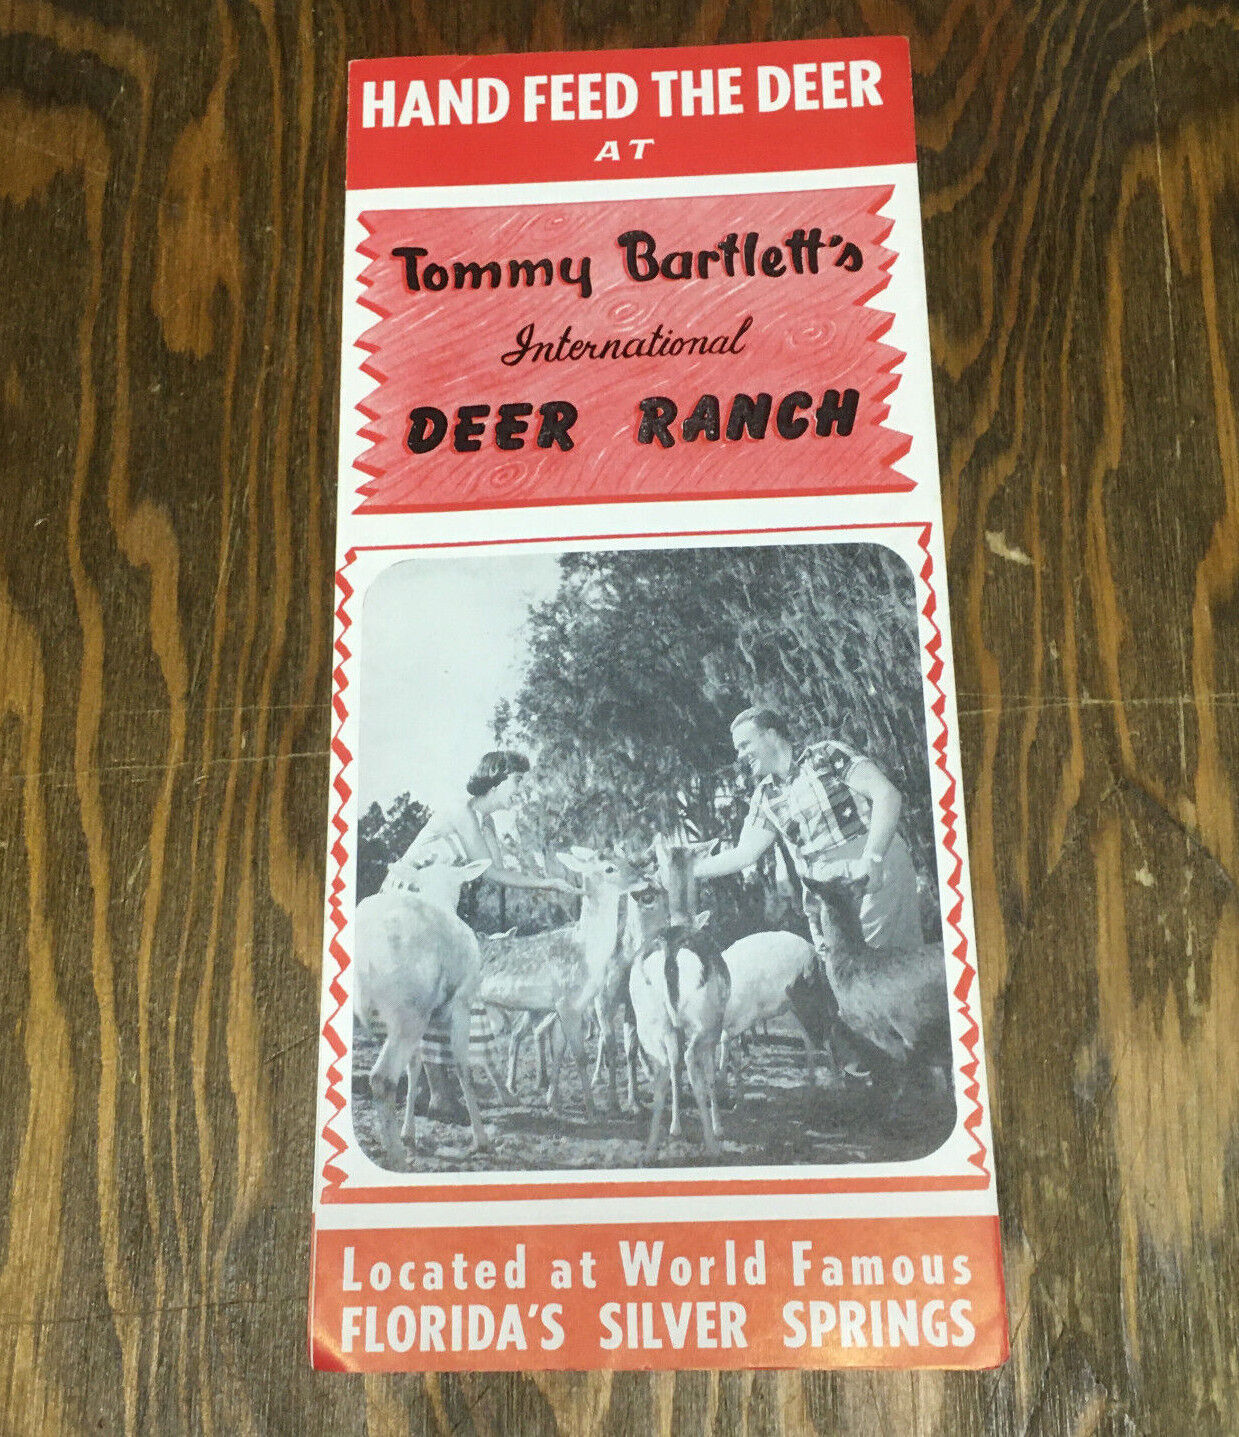 HAND FEED THE DEER
AT
Tommy Bartlett's
International
DEER RANCH
Located at World Famous
FLORIDA'S SILVER SPRINGS